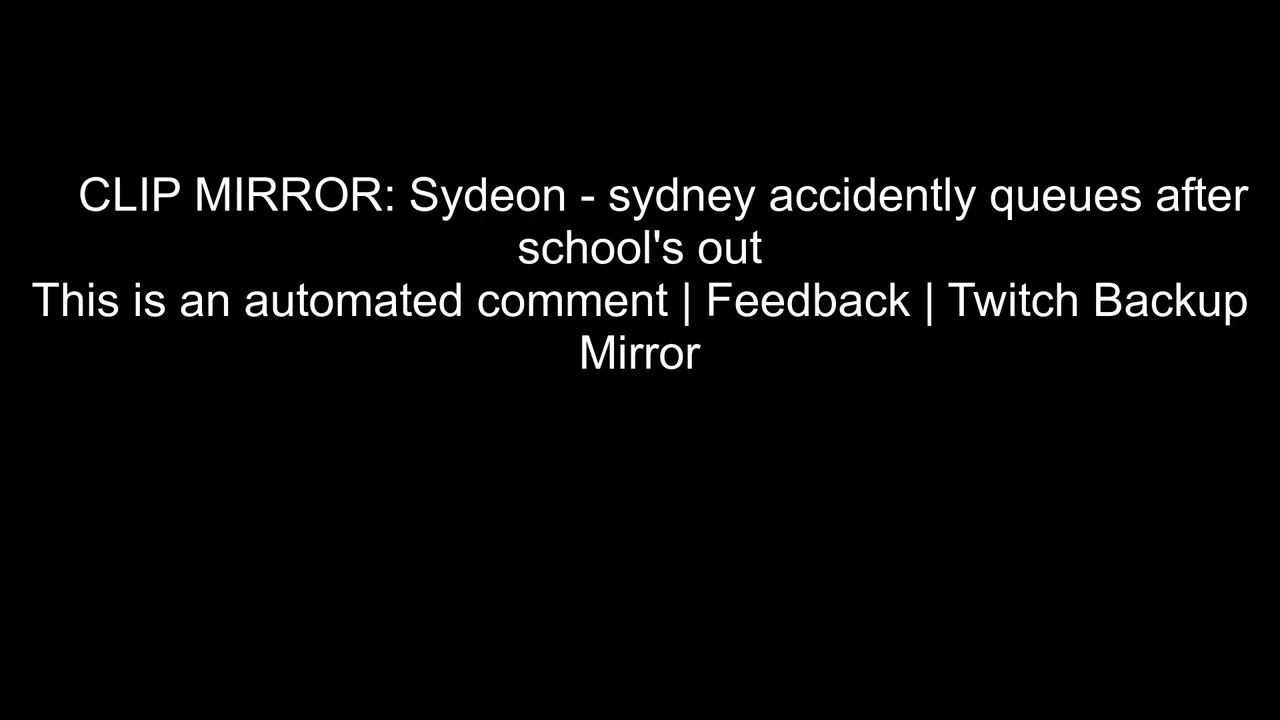 CLIP MIRROR: Sydeon - sydney accidently queues after
school's out
This is an automated comment | Feedback | Twitch Backup
Mirror